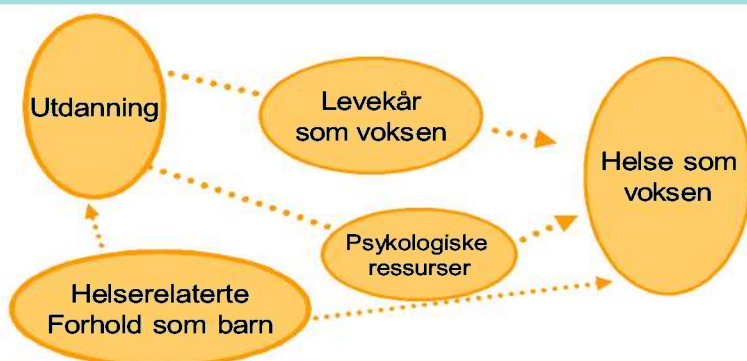 Utdanning
Levekår
som voksen
Helse som
voksen
Psykologiske
ressurser
Helserelaterte
Forhold som barn